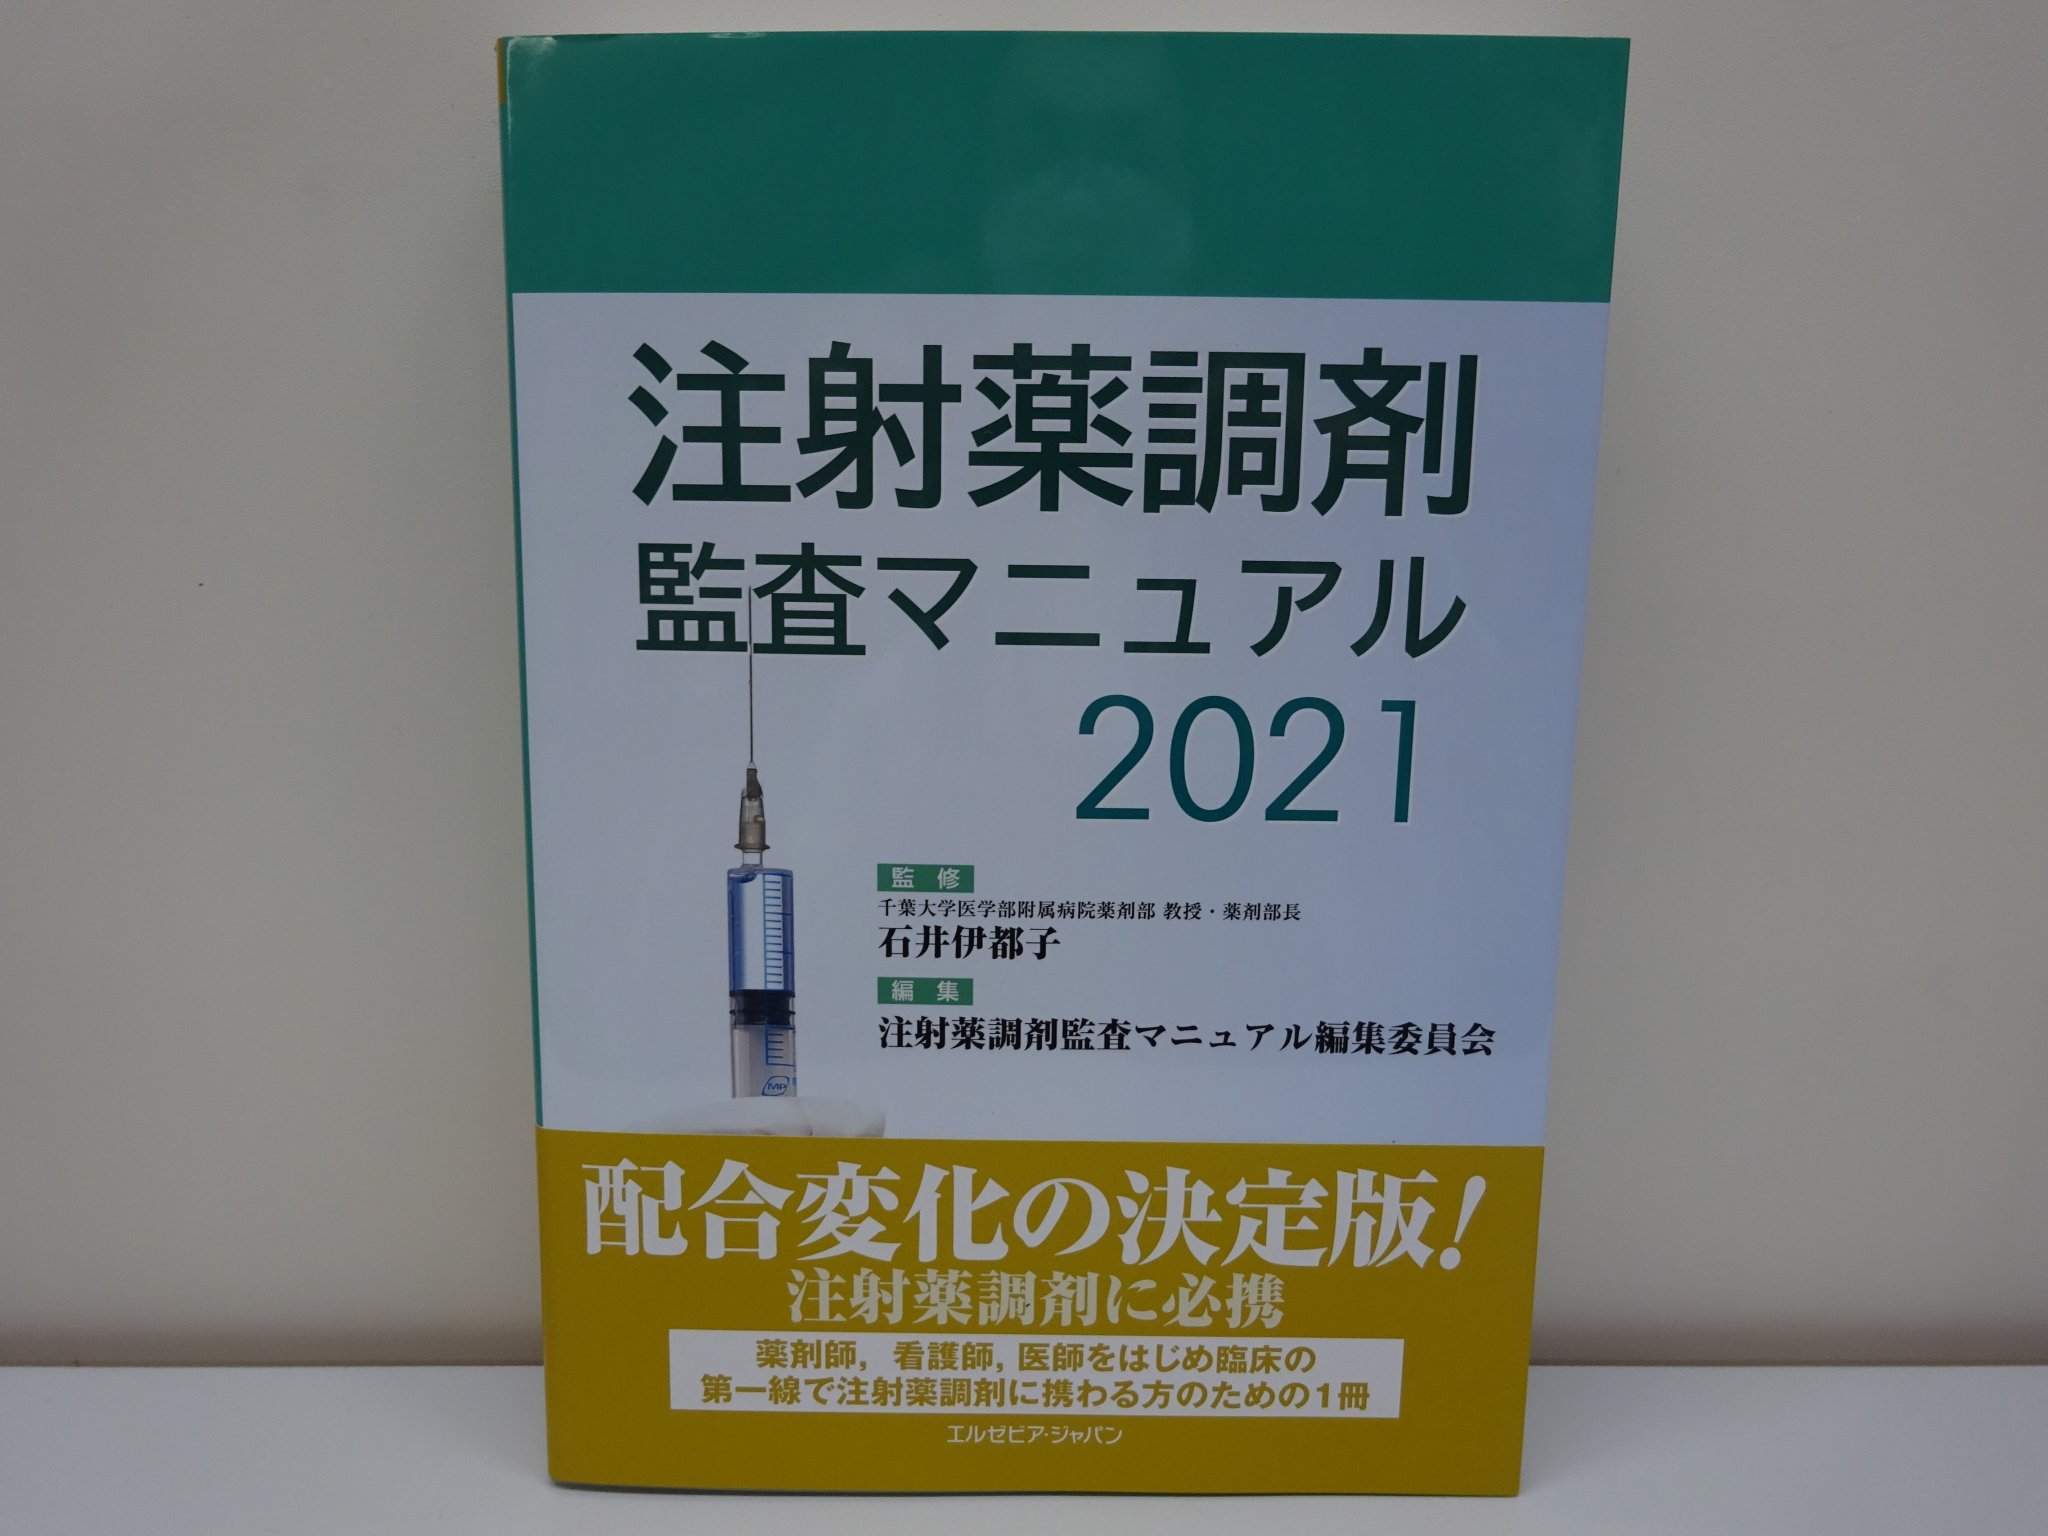 注射薬調剤
監査マニュアル
2021
監修
千葉大学医学部附属病院薬剤部 教授・薬剤部長
石井伊都子
編集
注射薬調剤監査マニュアル編集委員会
MP
配合変化の決定版!
注射薬調剤に必携
薬剤師, 看護師, 医師をはじめ臨床の
第一線で注射薬調剤に携わる方のための1冊
エルゼビア・ジャパン